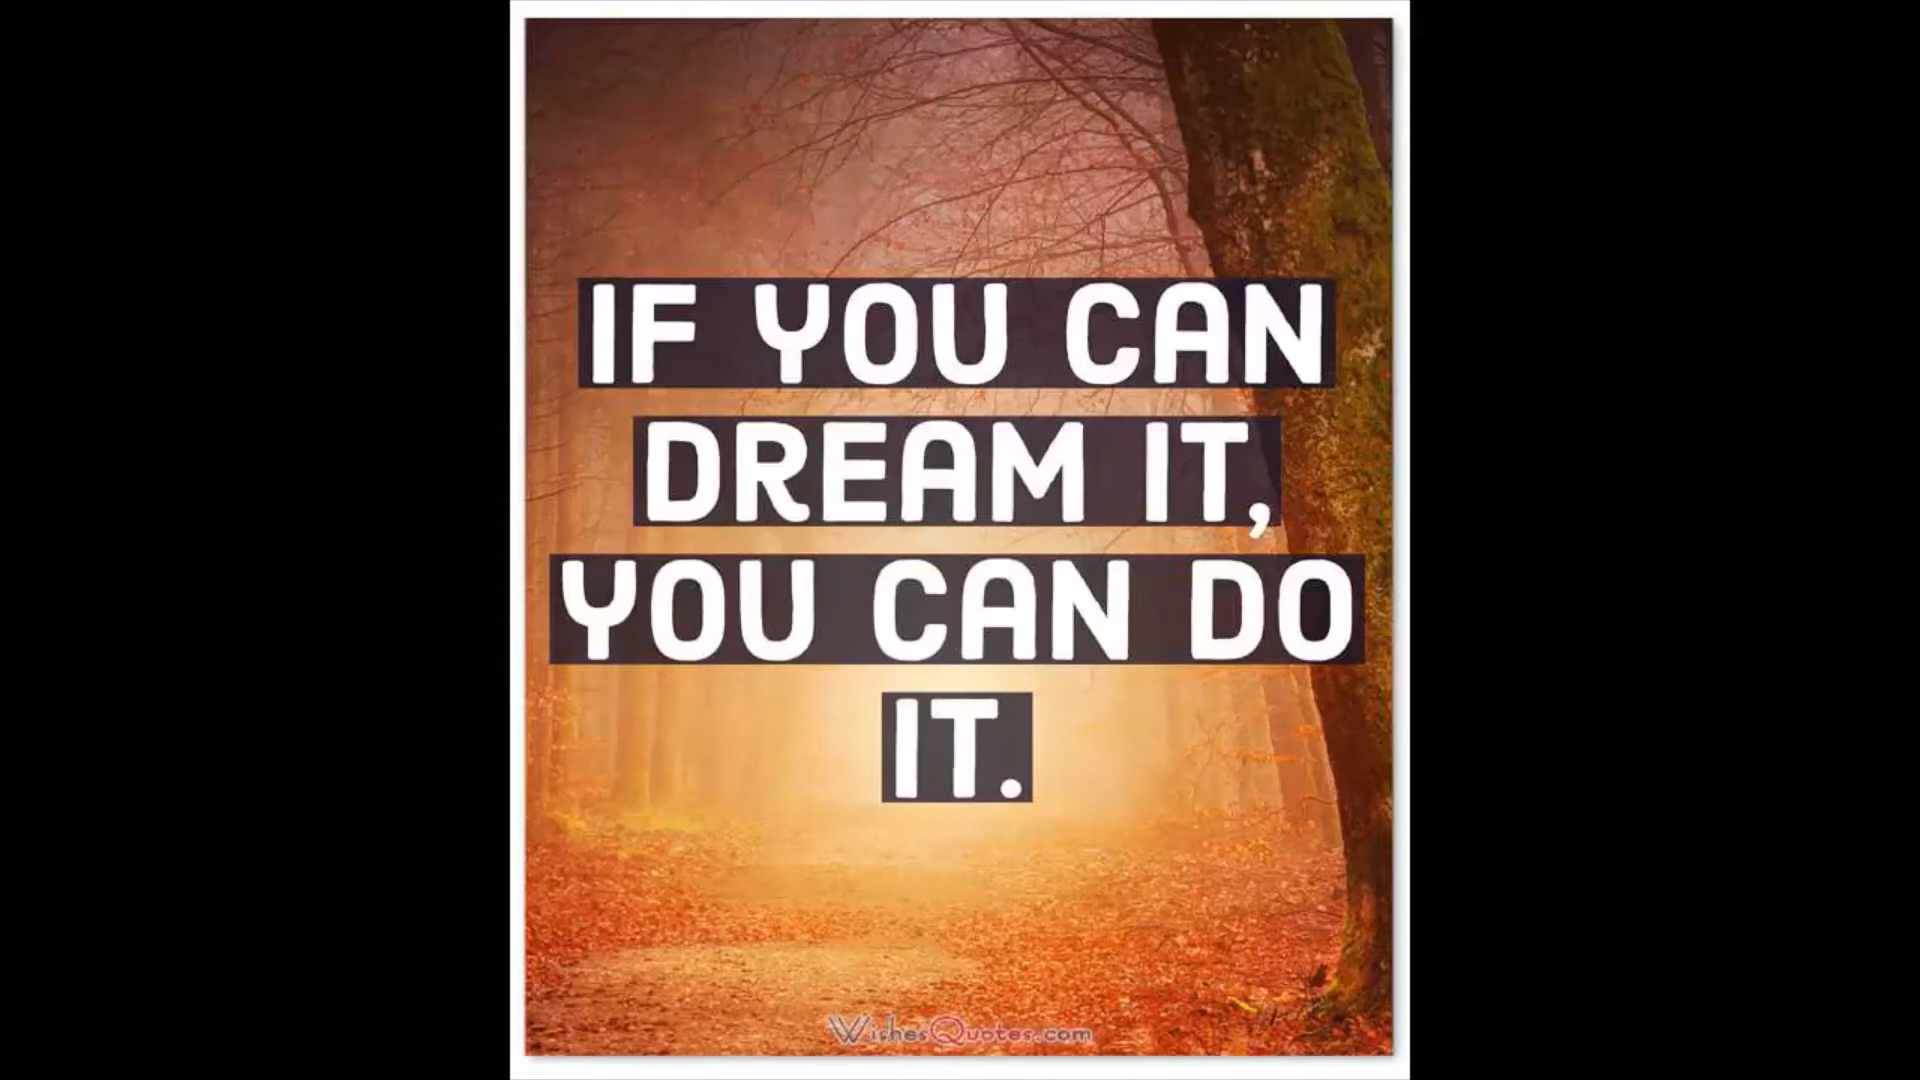 IF YOU CAN
DREAM IT,
YOU CAN DO
IT.
WishesQuotes.com